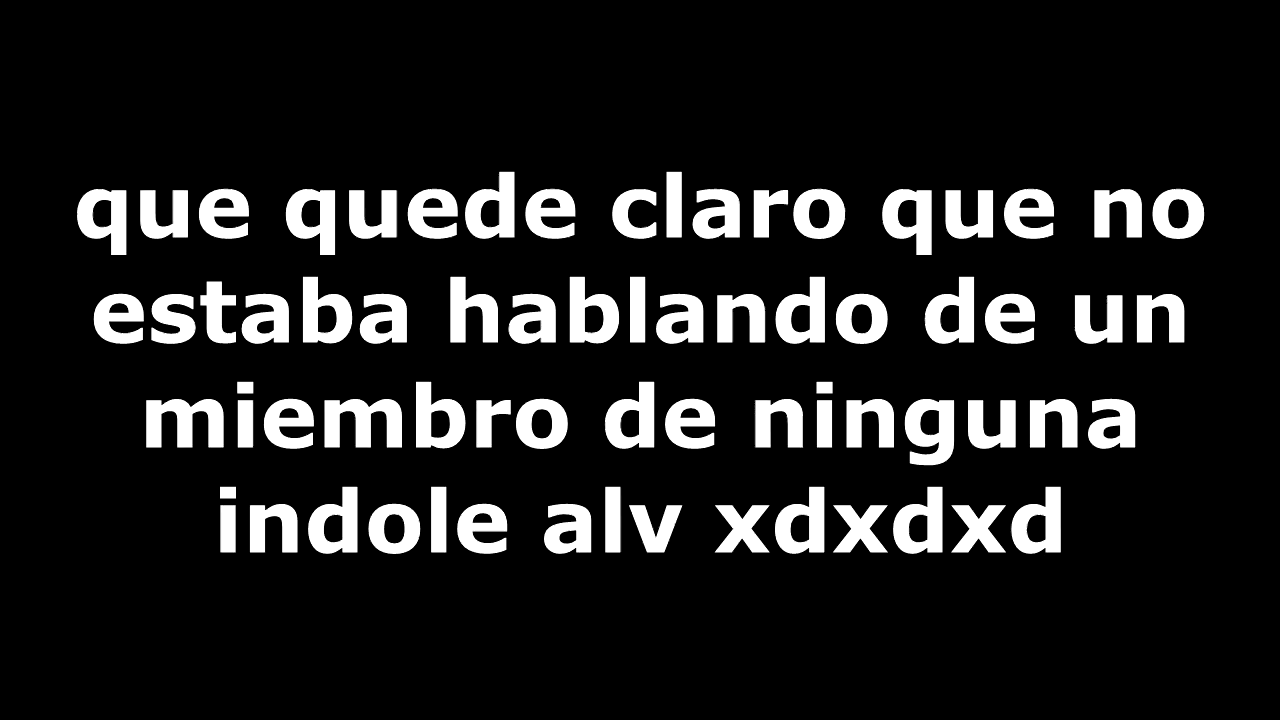 que quede claro que no
estaba hablando de un
miembro de ninguna
indole alv xdxdxd